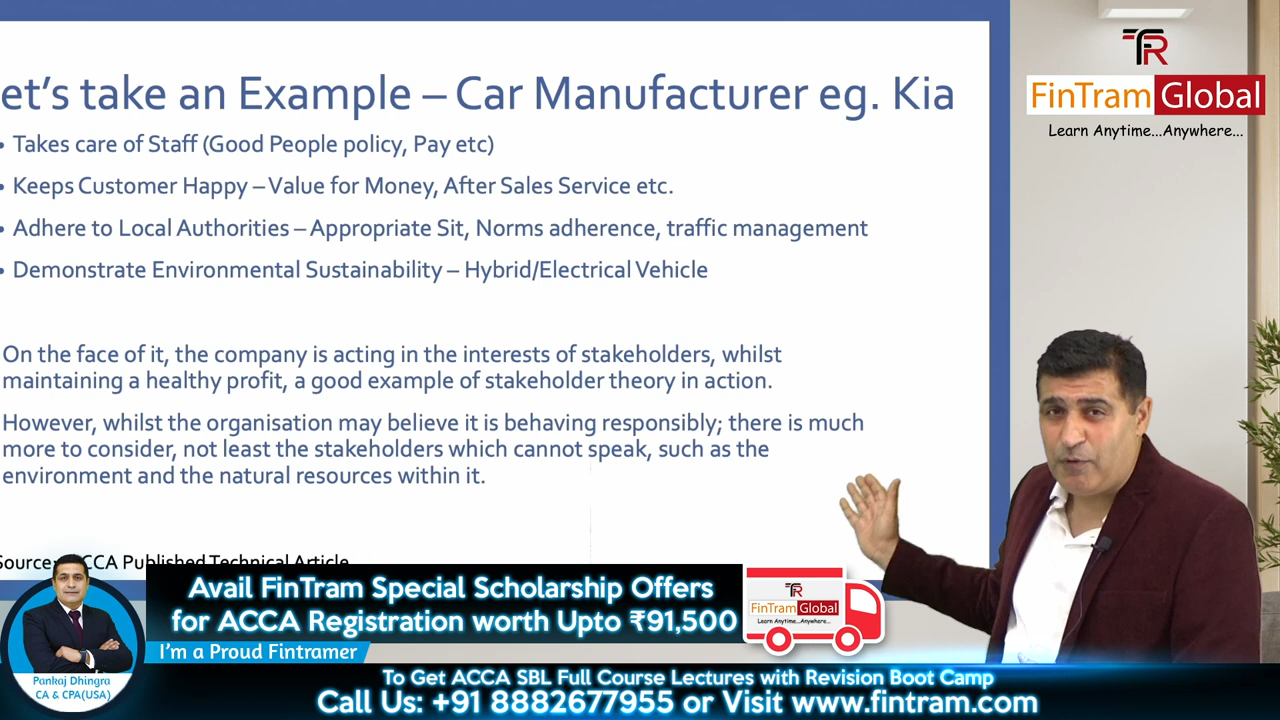 et's take an Example – Car Manufacturer eg. Kia
• Takes care of Staff (Good People policy, Pay etc)
• Keeps Customer Happy – Value for Money, After Sales Service etc.
• Adhere to Local Authorities – Appropriate Sit, Norms adherence, traffic management
• Demonstrate Environmental Sustainability – Hybrid/Electrical Vehicle
On the face of it, the company is acting in the interests of stakeholders, whilst
maintaining a healthy profit, a good example of stakeholder theory in action.
However, whilst the organisation may believe it is behaving responsibly; there is much
more to consider, not least the stakeholders which cannot speak, such as the
environment and the natural resources within it.
Source: ACCA Published Technical Article
TR
FinTram Global
Learn Anytime...Anywhere...
Avail FinTram Special Scholarship Offers
for ACCA Registration worth Upto ₹91,500
I'm a Proud Fintramer
TR
FinTram Global
Learn Anytime...Anywhere...
Pankaj Dhingra
CA & CPA(USA)
To Get ACCA SBL Full Course Lectures with Revision Boot Camp
Call Us: +91 8882677955 or Visit www.fintram.com